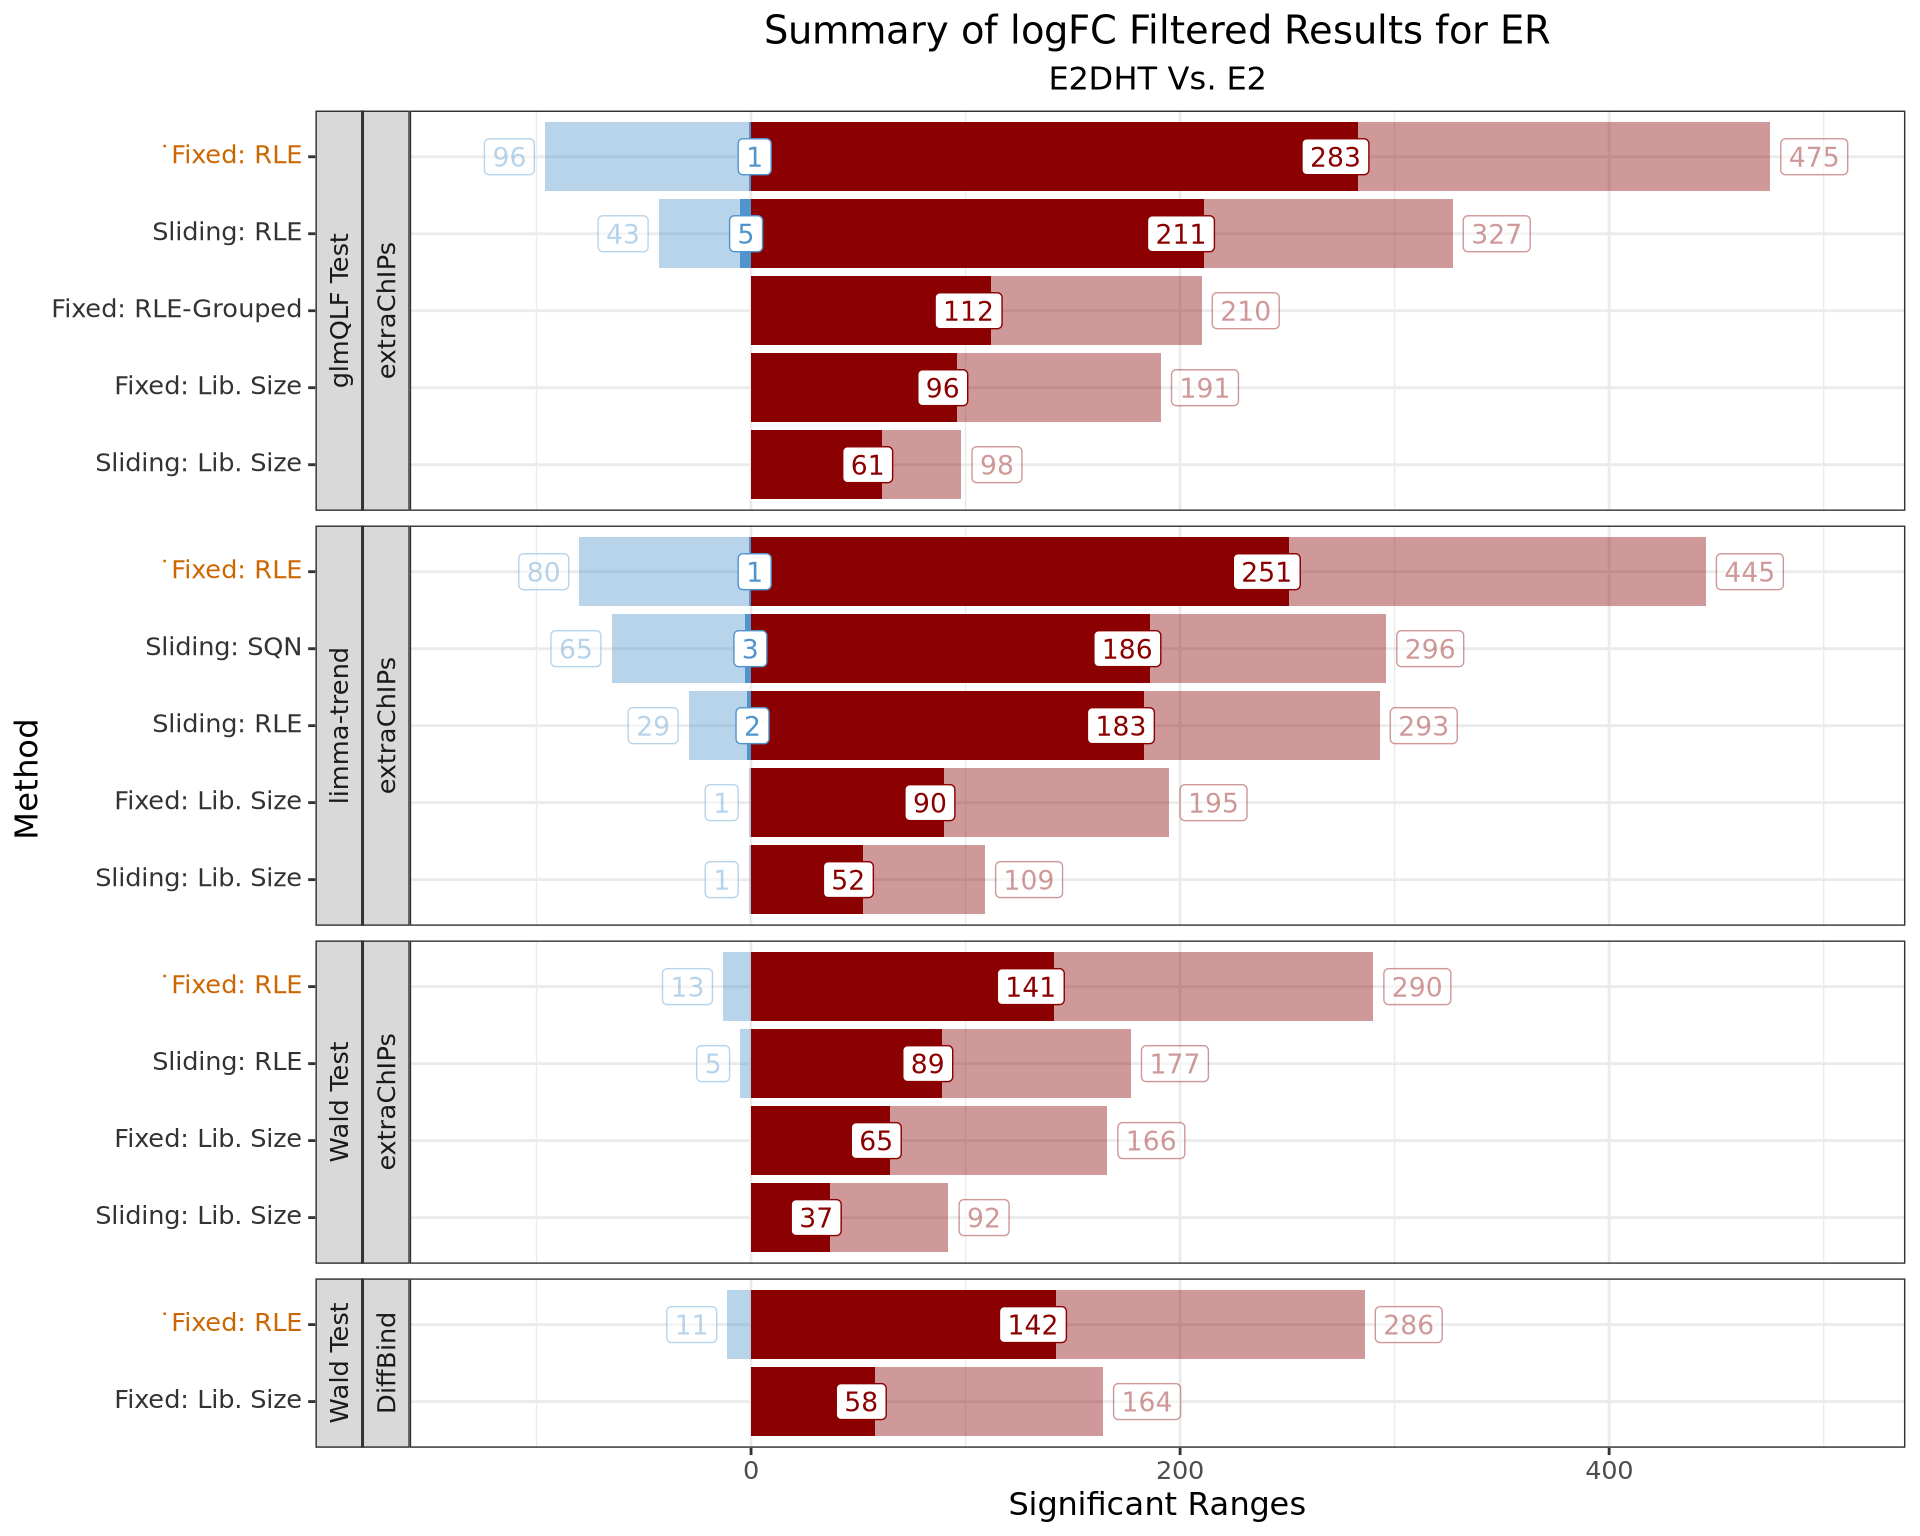 Summary of logFC Filtered Results for ER
E2DHT Vs. E2
Method
glmQLF Test
extraChIPs
Fixed: RLE 96 1 283 475
Sliding: RLE 43 5 211 327
Fixed: RLE-Grouped 112 210
Fixed: Lib. Size 96 191
Sliding: Lib. Size 61 98
limma-trend
extraChIPs
Fixed: RLE 80 1 251 445
Sliding: SQN 65 3 186 296
Sliding: RLE 29 2 183 293
Fixed: Lib. Size 1 90 195
Sliding: Lib. Size 1 52 109
Wald Test
extraChIPs
Fixed: RLE 13 141 290
Sliding: RLE 5 89 177
Fixed: Lib. Size 65 166
Sliding: Lib. Size 37 92
Wald Test
DiffBind
Fixed: RLE 11 142 286
Fixed: Lib. Size 58 164
0 200 400
Significant Ranges